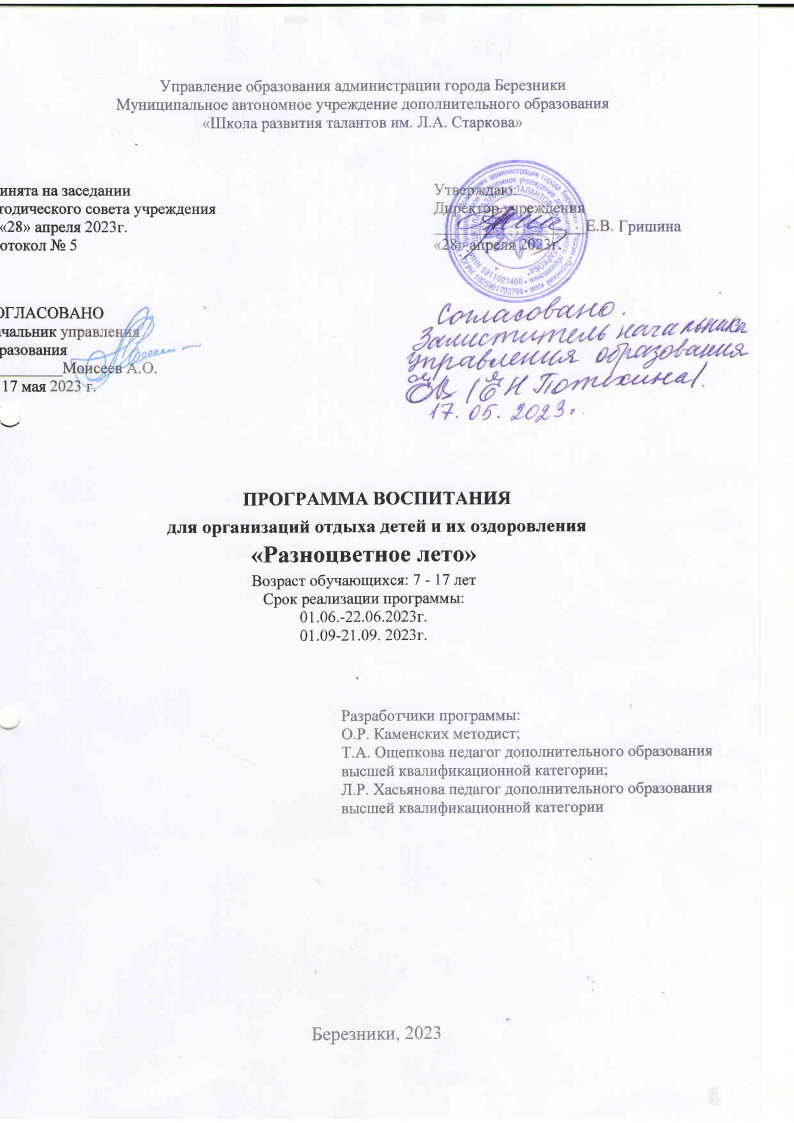 Управление образования администрации города Березники
Муниципальное автономное учреждение дополнительного образования
«Школа развития талантов им. Л.А. Старкова»
инята на заседании
тодического совета учреждения
«28» апреля 2023г.
отокол № 5
Утверждаю:
Директор учреждения
Е.В. Гришина
«28» апреля 2023г.
ОГЛАСОВАНО
ачальник управления
разования
Моисеев А.О.
17 мая 2023 г.
Согласовано.
Заместитель начальника
управления образования
(Е Н Потехина).
17. 05. 2023г.
ПРОГРАММА ВОСПИТАНИЯ
для организаций отдыха детей и их оздоровления
«Разноцветное лето»
Возраст обучающихся: 7 - 17 лет
Срок реализации программы:
01.06.-22.06.2023г.
01.09-21.09. 2023г.
Разработчики программы:
О.Р. Каменских методист;
Т.А. Ощепкова педагог дополнительного образования
высшей квалификационной категории;
Л.Р. Хасьянова педагог дополнительного образования
высшей квалификационной категории
Березники, 2023